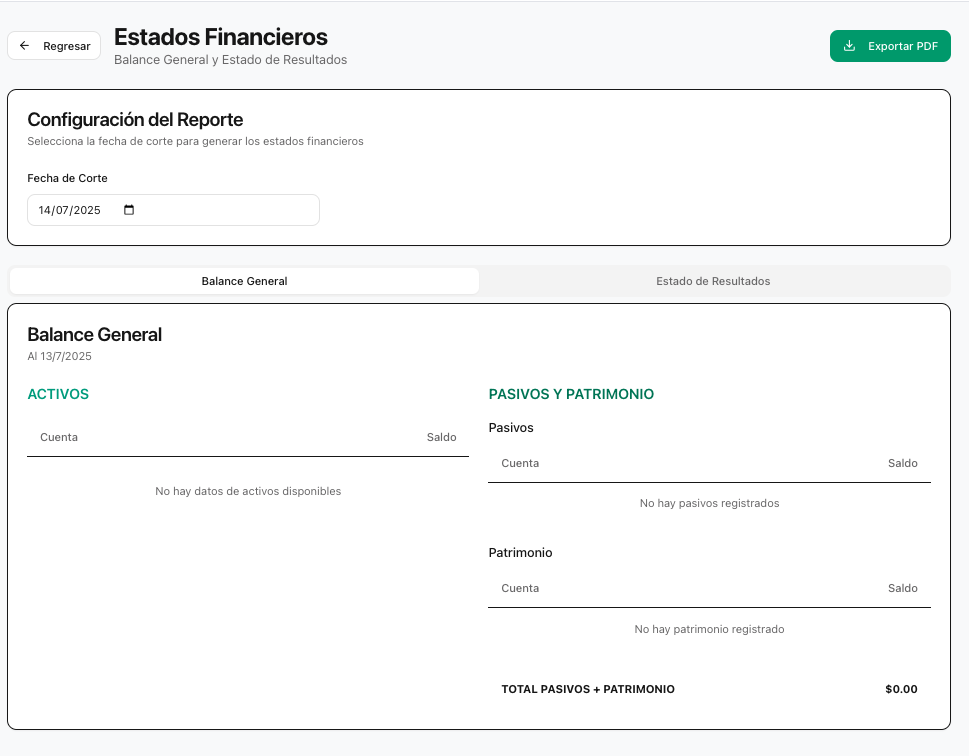 Regresar
Estados Financieros
Balance General y Estado de Resultados
Exportar PDF
Configuración del Reporte
Selecciona la fecha de corte para generar los estados financieros
Fecha de Corte
14/07/2025
Balance General
Estado de Resultados
Balance General
Al 13/7/2025
ACTIVOS
Cuenta Saldo
No hay datos de activos disponibles
PASIVOS Y PATRIMONIO
Pasivos
Cuenta Saldo
No hay pasivos registrados
Patrimonio
Cuenta Saldo
No hay patrimonio registrado
TOTAL PASIVOS + PATRIMONIO $0.00